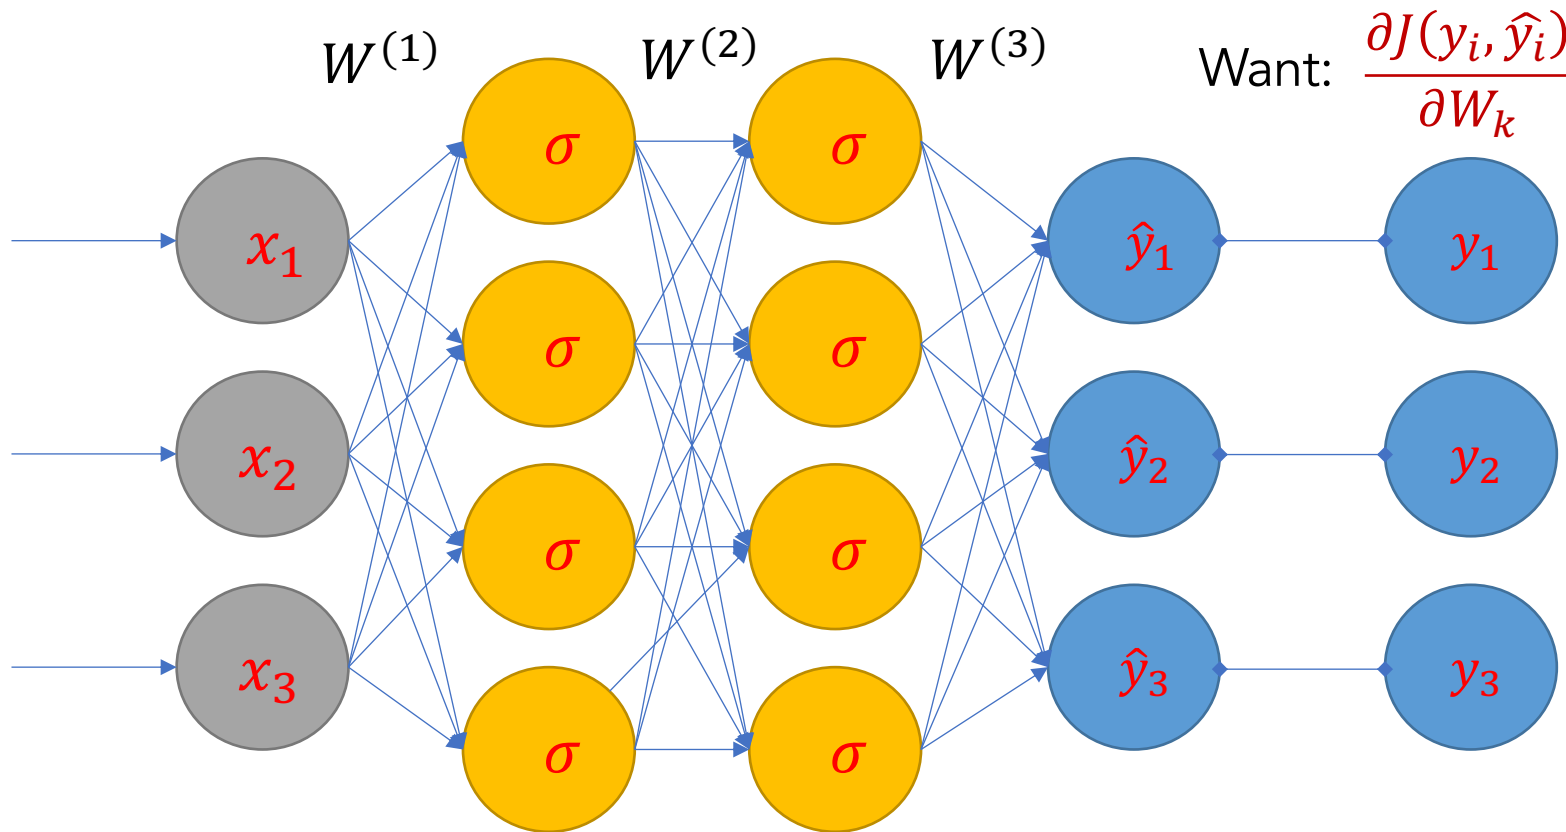 W^(1) W^(2) W^(3) Want: ∂J(y_i, ŷ_i)
∂W_k
σ σ
x_1 ŷ_1 y_1
σ σ
x_2 ŷ_2 y_2
σ σ
x_3 ŷ_3 y_3
σ σ